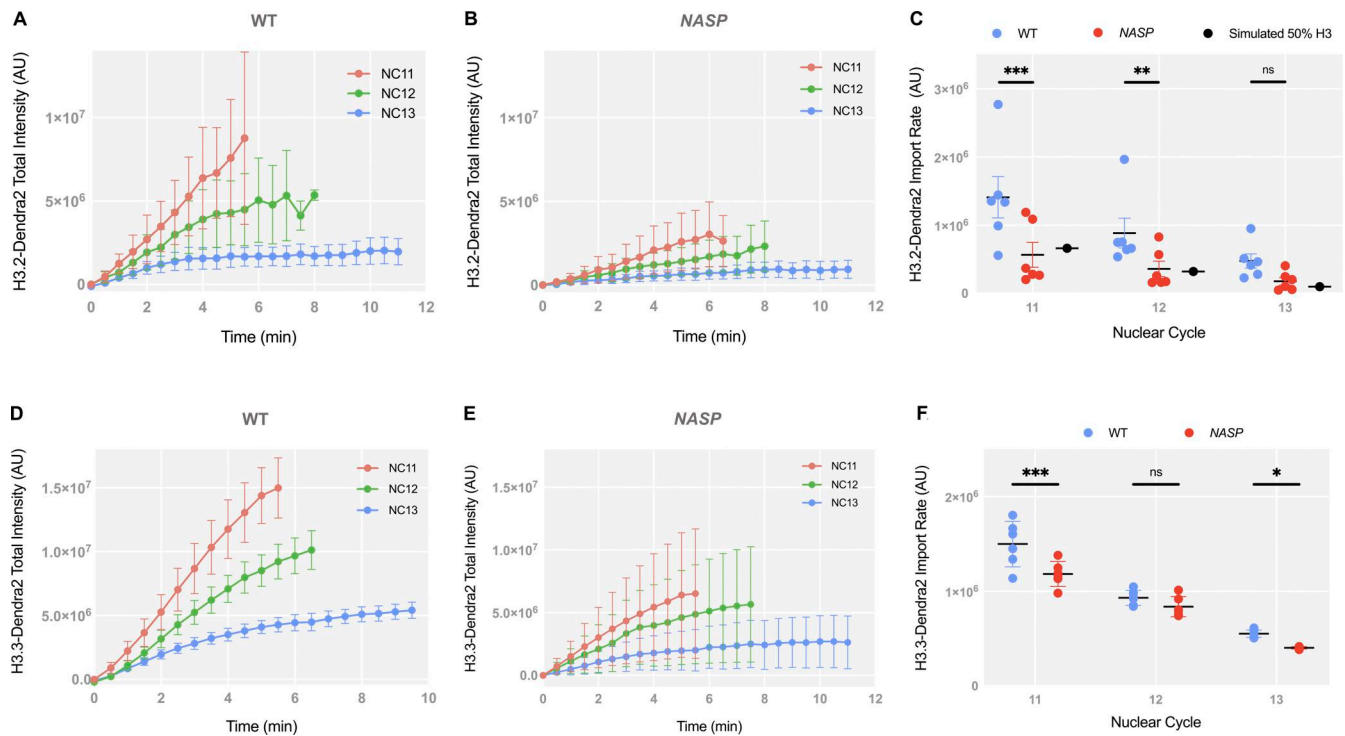 A
WT
H3.2-Dendra2 Total Intensity (AU)
1×10⁷
5×10⁶
0
NC11
NC12
NC13
0 2 4 6 8 10 12
Time (min)
B
NASP
H3.2-Dendra2 Total Intensity (AU)
1×10⁷
5×10⁶
0
NC11
NC12
NC13
0 2 4 6 8 10 12
Time (min)
C
WT NASP Simulated 50% H3
H3.2-Dendra2 Import Rate (AU)
3×10⁶
2×10⁶
1×10⁶
0
*** ** ns
11 12 13
Nuclear Cycle
D
WT
H3.3-Dendra2 Total Intensity (AU)
1.5×10⁷
1.0×10⁷
5.0×10⁶
0.0
NC11
NC12
NC13
0 2 4 6 8 10
Time (min)
E
NASP
H3.3-Dendra2 Total Intensity (AU)
1.5×10⁷
1.0×10⁷
5.0×10⁶
0.0
NC11
NC12
NC13
0 2 4 6 8 10 12
Time (min)
F
WT NASP
H3.3-Dendra2 Import Rate (AU)
2×10⁶
1×10⁶
0
*** ns *
11 12 13
Nuclear Cycle